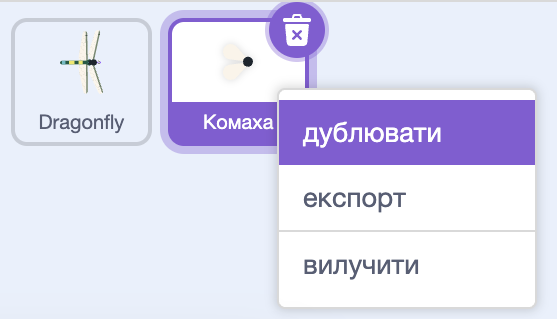 Dragonfly
Комаха
дублювати
експорт
вилучити